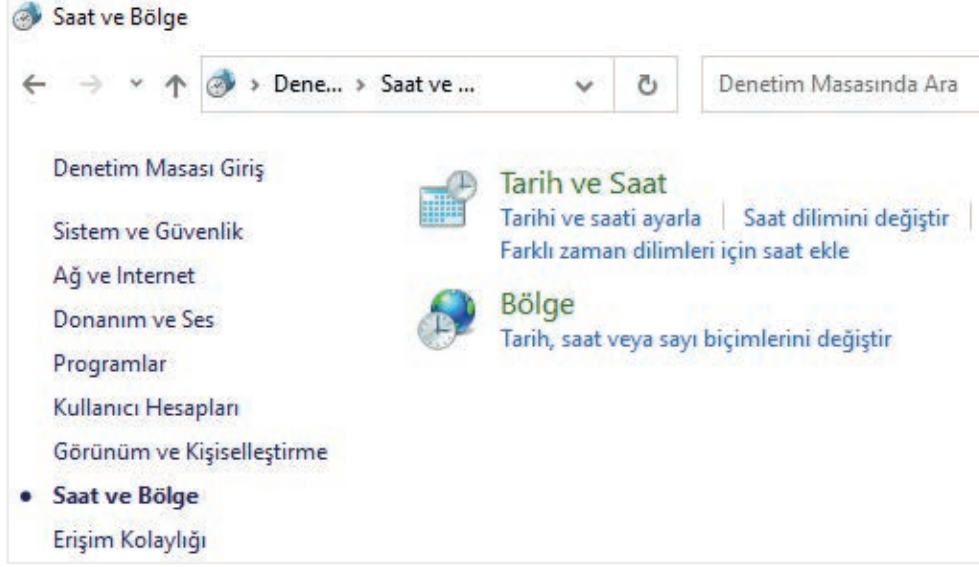 Saat ve Bölge
Dene... Saat ve ... Denetim Masasında Ara
Denetim Masası Giriş
Sistem ve Güvenlik
Ağ ve Internet
Donanım ve Ses
Programlar
Kullanıcı Hesapları
Görünüm ve Kişiselleştirme
Saat ve Bölge
Erişim Kolaylığı
Tarih ve Saat
Tarihi ve saati ayarla | Saat dilimini değiştir |
Farklı zaman dilimleri için saat ekle
Bölge
Tarih, saat veya sayı biçimlerini değiştir